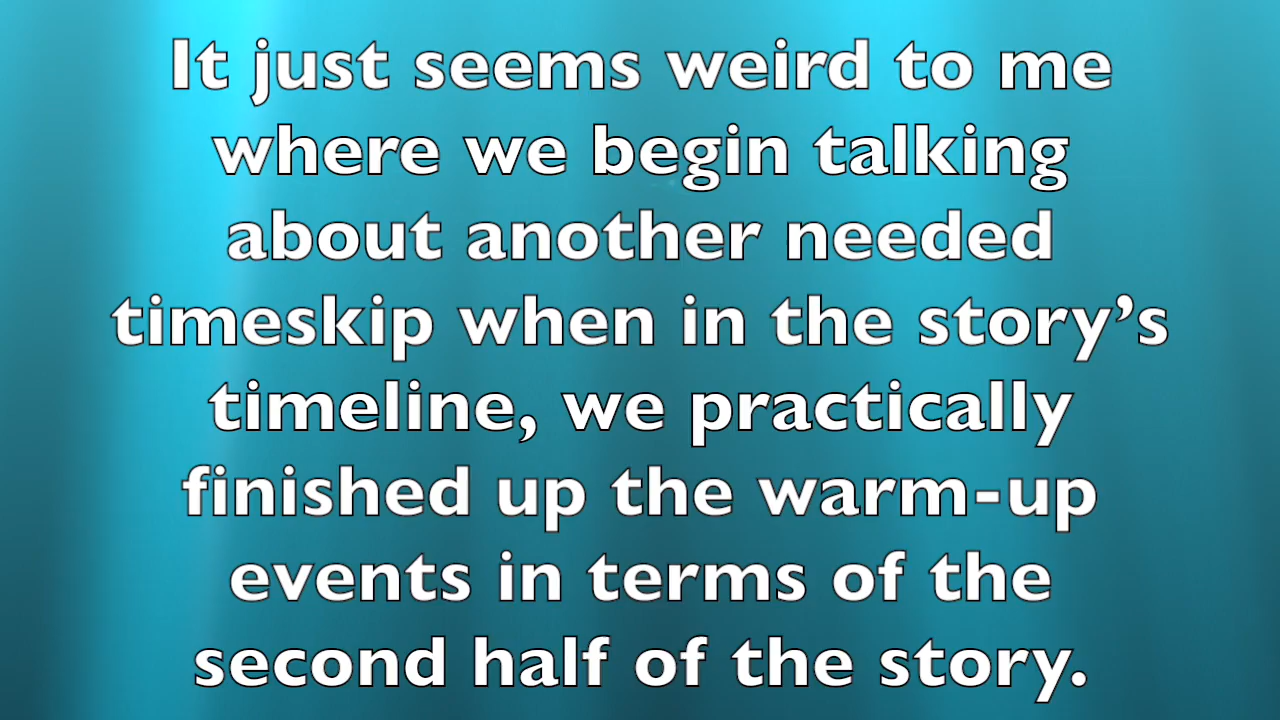 It just seems weird to me
where we begin talking
about another needed
timeskip when in the story’s
timeline, we practically
finished up the warm-up
events in terms of the
second half of the story.